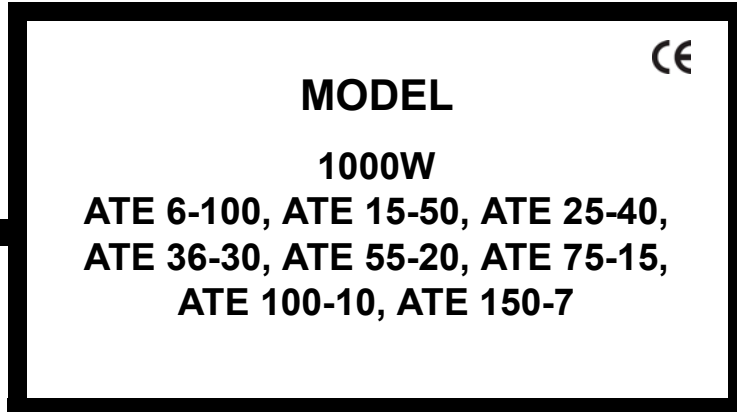 CE
MODEL
1000W
ATE 6-100, ATE 15-50, ATE 25-40,
ATE 36-30, ATE 55-20, ATE 75-15,
ATE 100-10, ATE 150-7